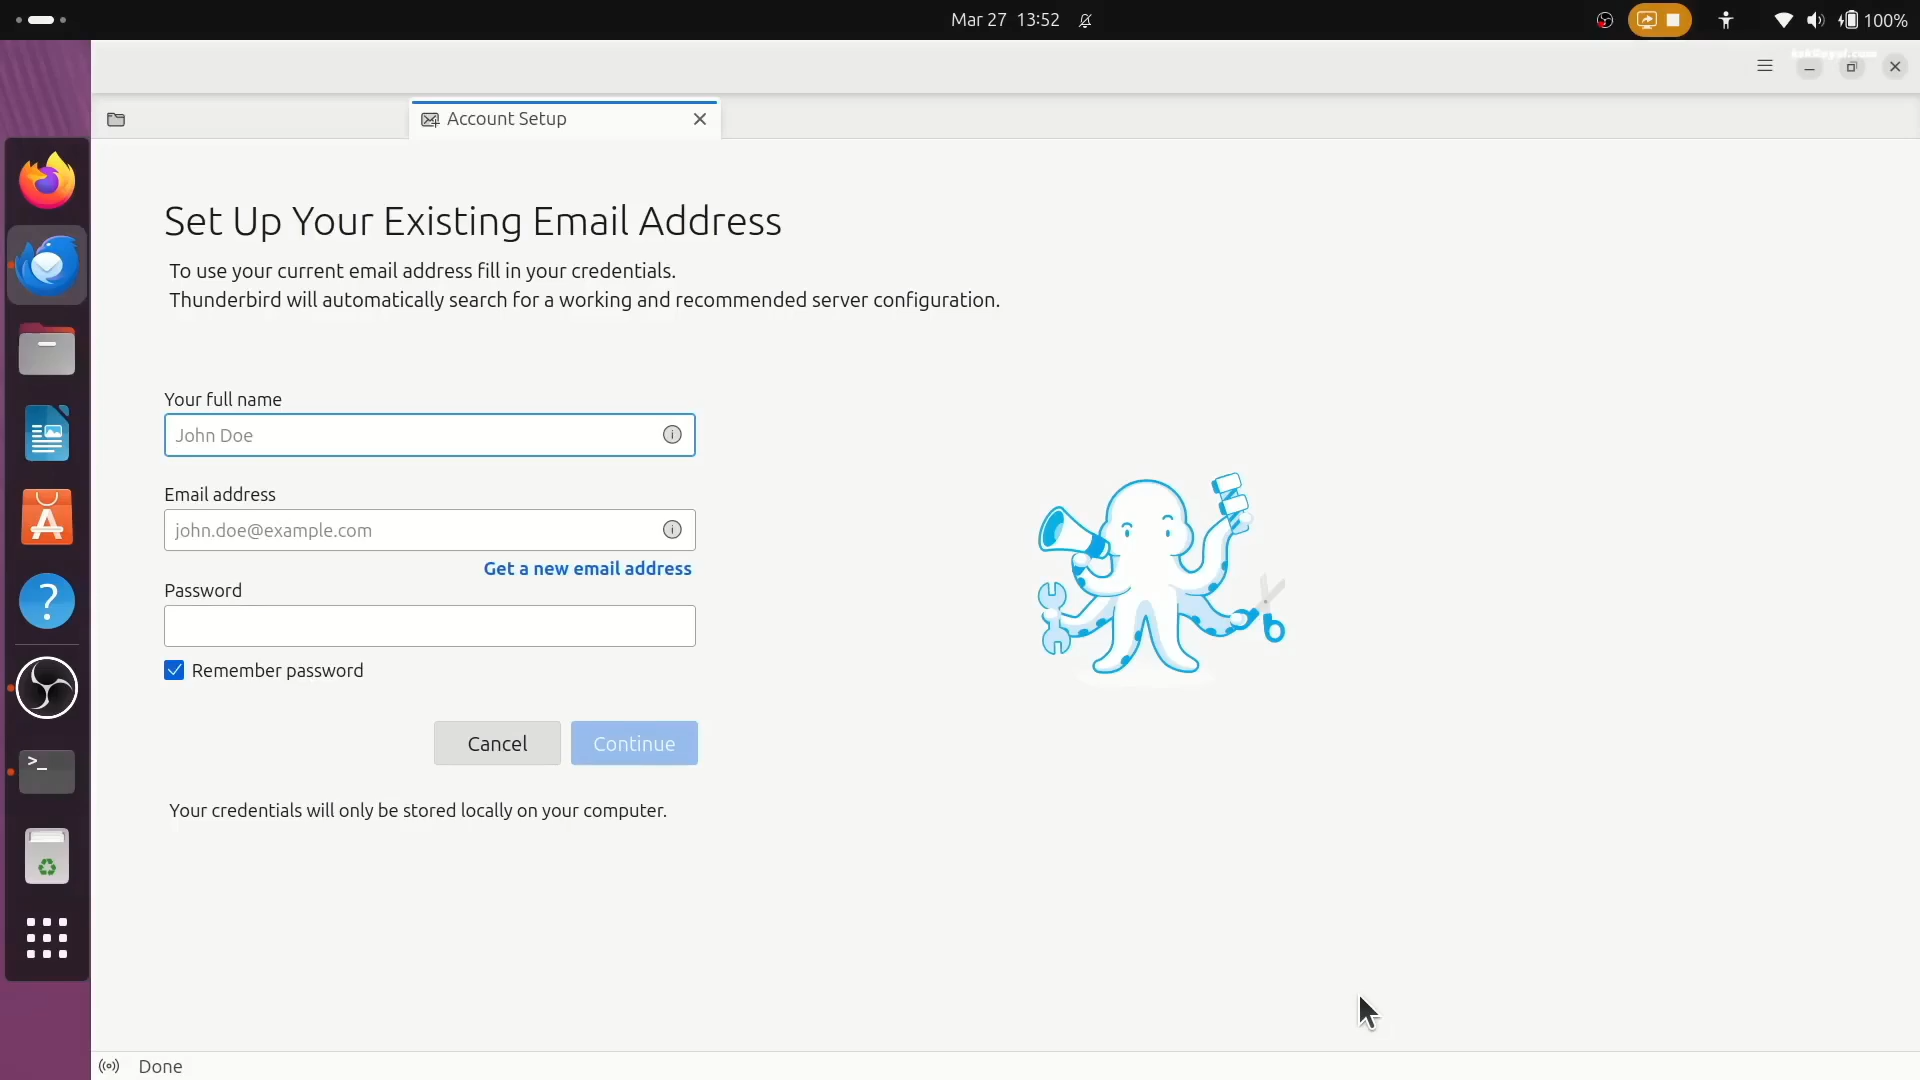 Mar 27 13:52
100%
Account Setup
Set Up Your Existing Email Address
To use your current email address fill in your credentials.
Thunderbird will automatically search for a working and recommended server configuration.
Your full name
John Doe
Email address
john.doe@example.com
Get a new email address
Password
Remember password
Cancel
Continue
Your credentials will only be stored locally on your computer.
Done